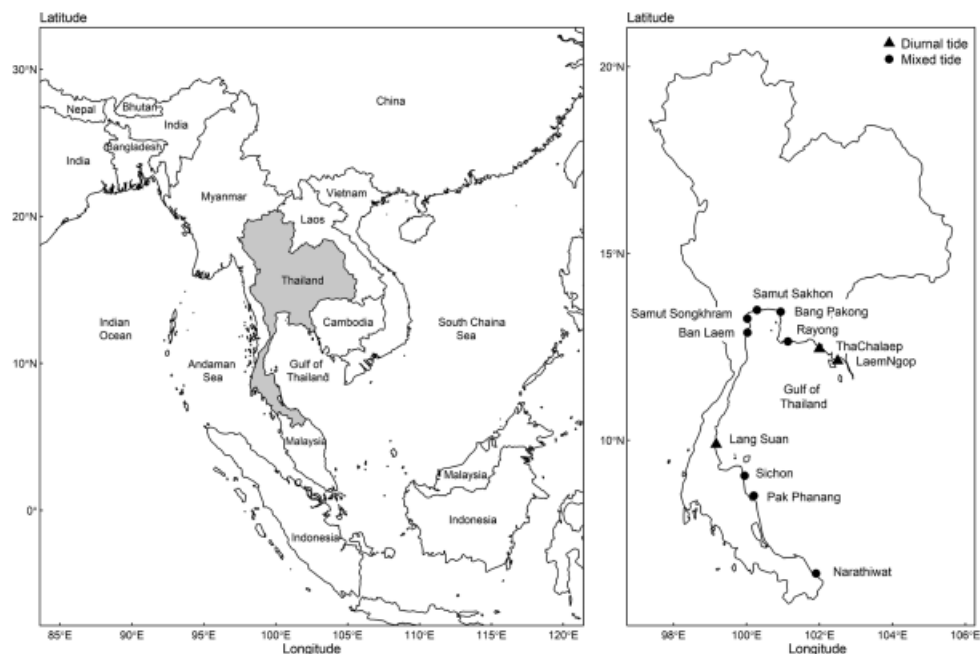 Latitude
30°N
20°N
10°N
0°
85°E
90°E
95°E
100°E
105°E
110°E
115°E
120°E
Longitude
China
Nepal
Bhutan
India
Bangladesh
India
Myanmar
Vietnam
Laos
Thailand
Cambodia
Indian
Ocean
Andaman
Sea
Gulf of
Thailand
South Chaina
Sea
Malaysia
Malaysia
Indonesia
Indonesia
Latitude
Diurnal tide
Mixed tide
20°N
15°N
10°N
98°E
100°E
102°E
104°E
106°E
Longitude
Samut Sakhon
Samut Songkhram
Bang Pakong
Ban Laem
Rayong
ThaChalaep
LaemNgop
Gulf of
Thailand
Lang Suan
Sichon
Pak Phanang
Narathiwat